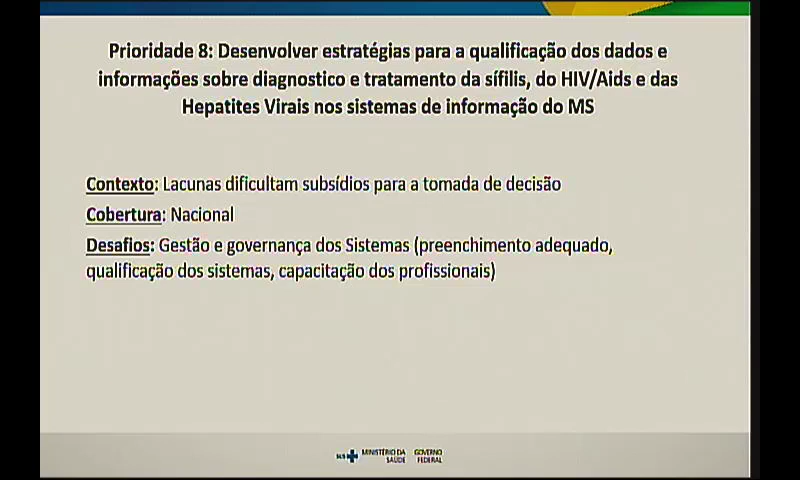 Prioridade 8: Desenvolver estratégias para a qualificação dos dados e
informações sobre diagnostico e tratamento da sífilis, do HIV/Aids e das
Hepatites Virais nos sistemas de informação do MS
Contexto: Lacunas dificultam subsídios para a tomada de decisão
Cobertura: Nacional
Desafios: Gestão e governança dos Sistemas (preenchimento adequado,
qualificação dos sistemas, capacitação dos profissionais)
SUS MINISTÉRIO DA GOVERNO
SAÚDE FEDERAL